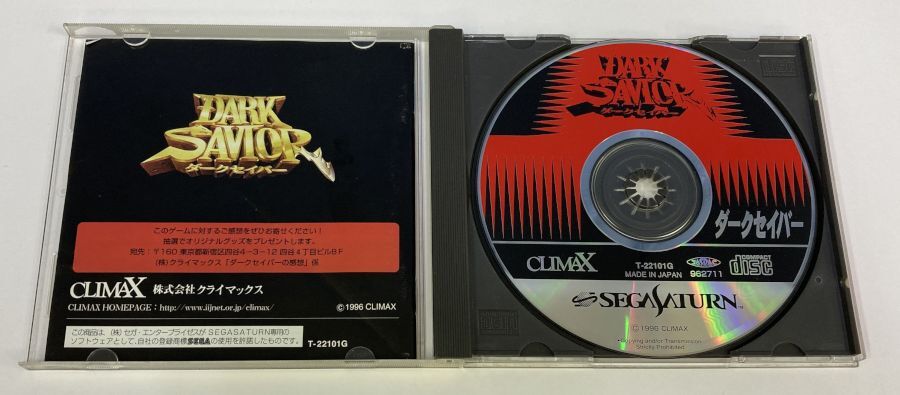 DARK
SAVIOR
ダークセイバー
このゲームに対するご感想をぜひお寄せください!
抽選でオリジナルグッズをプレゼントします。
宛先:〒160 東京都新宿区四谷4-3-12 四谷4丁目ビルB.F
(株)クライマックス「ダークセイバーの感想」係
CLIMAX 株式会社クライマックス
CLIMAX HOMEPAGE : http://www.iijnet.or.jp/climax/
©1996 CLIMAX
この商品は、(株)セガ・エンタープライゼスが SEGASATURN専用の
ソフトウェアとして、自社の登録商標SEGAの使用を許諾したものです。
T-22101G
DARK
SAVIOR
ダークセイバー
ダークセイバー
CLIMAX
T-22101G
MADE IN JAPAN
962711
COMPACT
disc
SEGASATURN™
©1996 CLIMAX
Copying and/or Transmission
Strictly Prohibited.